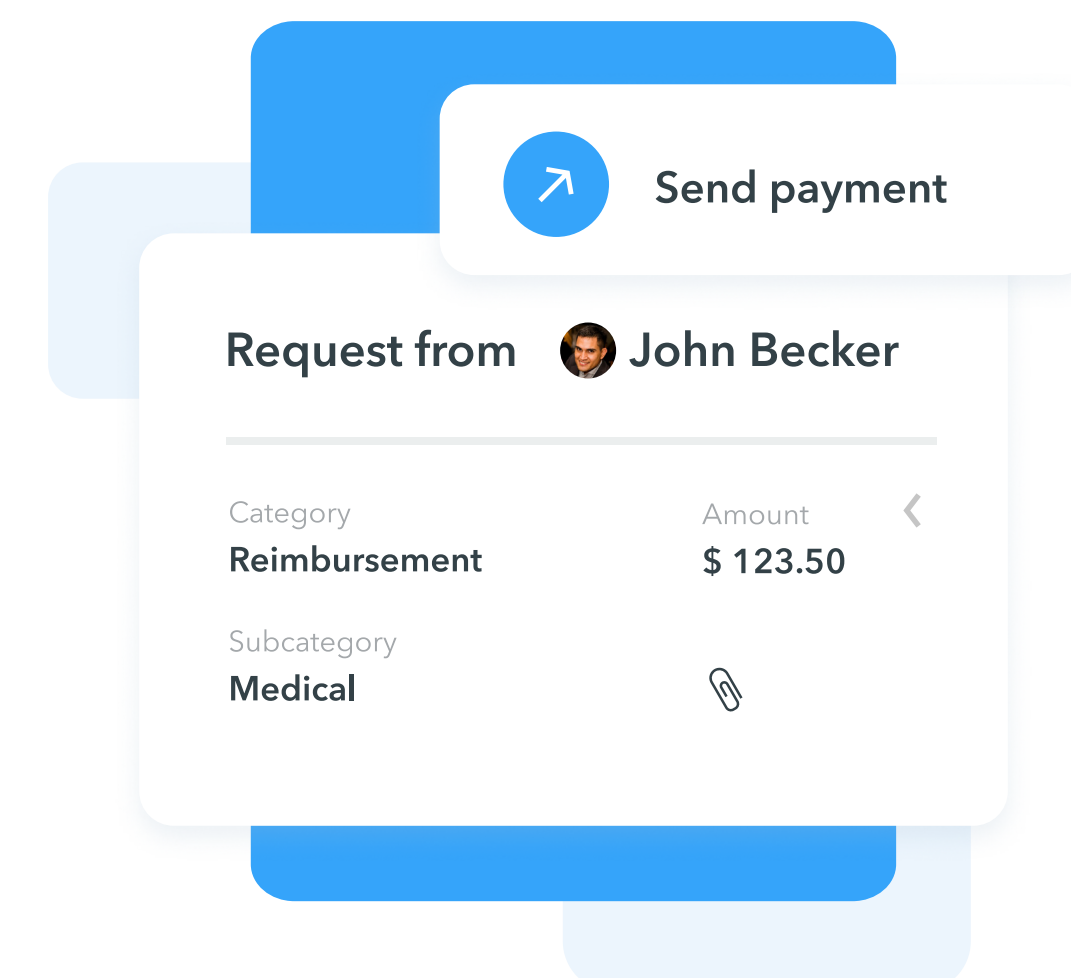 Send payment
Request from John Becker
Category
Reimbursement
Amount
$ 123.50
Subcategory
Medical